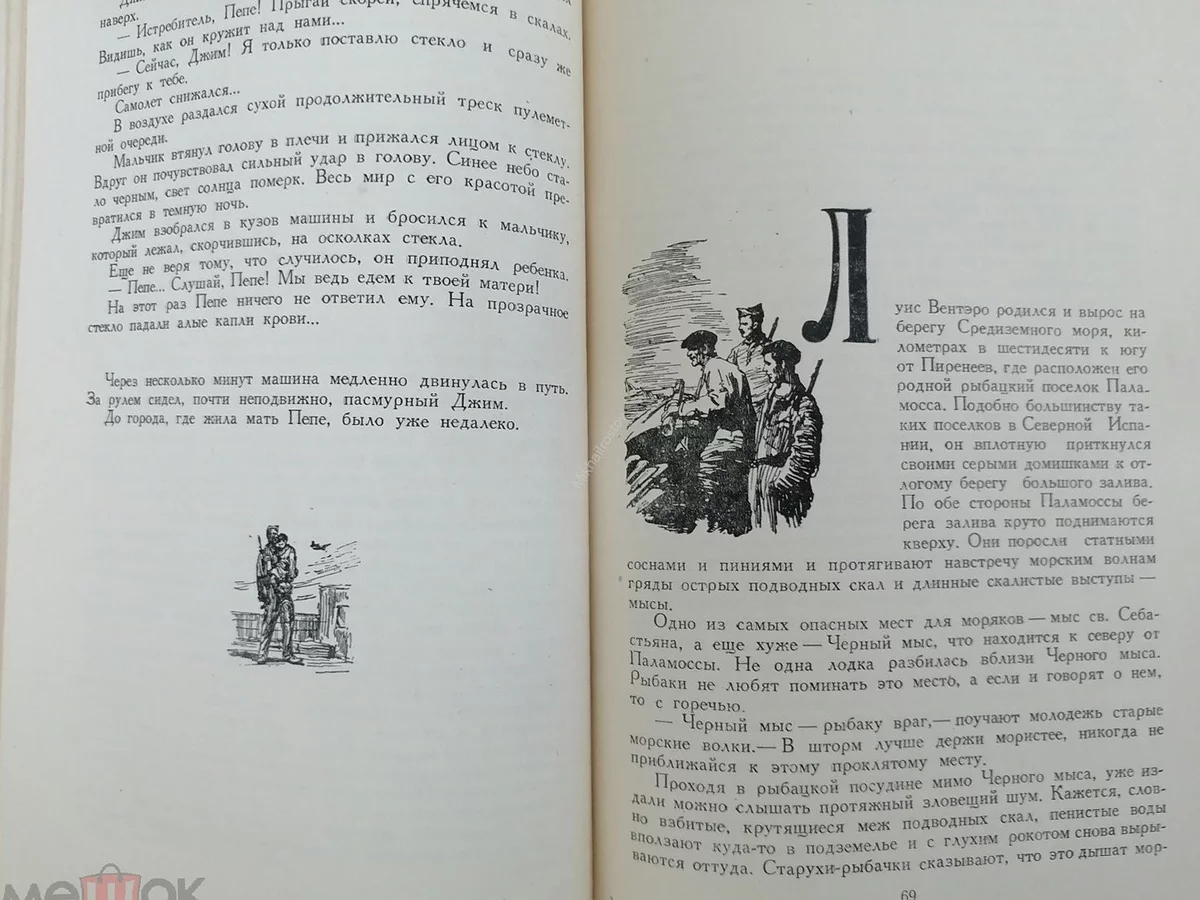 наверх.
— Истребитель, Пепе! Прыгай скорей, спрячемся в скалах.
Видишь, как он кружит над нами...
— Сейчас, Джим! Я только поставлю стекло и сразу же
прибегу к тебе.
Самолет снижался...
В воздухе раздался сухой продолжительный треск пулемет-
ной очереди.
Мальчик втянул голову в плечи и прижался лицом к стеклу.
Вдруг он почувствовал сильный удар в голову. Синее небо ста-
ло черным, свет солнца померк. Весь мир с его красотой пре-
вратился в темную ночь.
Джим взобрался в кузов машины и бросился к мальчику,
который лежал, скорчившись, на осколках стекла.
Еще не веря тому, что случилось, он приподнял ребенка.
— Пепе... Слушай, Пепе! Мы ведь едем к твоей матери!
На этот раз Пепе ничего не ответил ему. На прозрачное
стекло падали алые капли крови...
Через несколько минут машина медленно двинулась в путь.
За рулем сидел, почти неподвижно, пасмурный Джим.
До города, где жила мать Пепе, было уже недалеко.
мешок
Луис Вентэро родился и вырос на
берегу Средиземного моря, ки-
лометрах в шестидесяти к югу
от Пиренеев, где расположен его
родной рыбацкий поселок Пала-
мосса. Подобно большинству та-
ких поселков в Северной Испа-
нии, он вплотную приткнулся
своими серыми домишками к от-
логому берегу большого залива.
По обе стороны Паламоссы бе-
рега залива круто поднимаются
кверху. Они поросли статными
соснами и пиниями и протягивают навстречу морским волнам
гряды острых подводных скал и длинные скалистые выступы —
мысы.
Одно из самых опасных мест для моряков — мыс св. Себа-
стьяна, а еще хуже — Черный мыс, что находится к северу от
Паламоссы. Не одна лодка разбилась вблизи Черного мыса.
Рыбаки не любят поминать это место, а если и говорят о нем,
то с горечью.
— Черный мыс — рыбаку враг,— поучают молодежь старые
морские волки.— В шторм лучше держи мористее, никогда не
приближайся к этому проклятому месту.
Проходя в рыбацкой посудине мимо Черного мыса, уже из-
дали можно слышать протяжный зловещий шум. Кажется, слов-
но взбитые, крутящиеся меж подводных скал, пенистые воды
вползают куда-то в подземелье и с глухим рокотом снова выры-
ваются оттуда. Старухи-рыбачки сказывают, что это дышат мор-
69